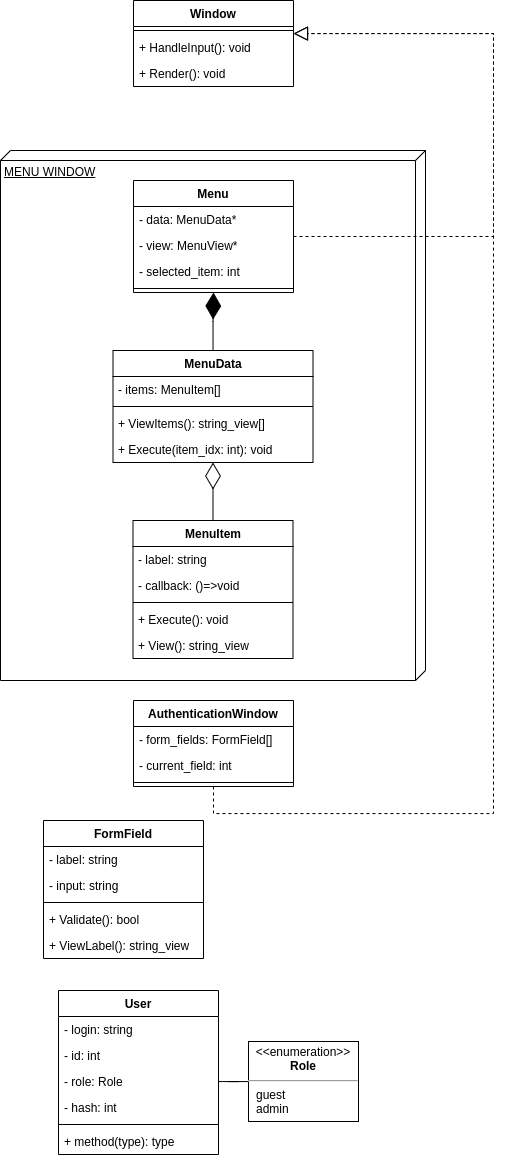 Window
+ HandleInput(): void
+ Render(): void
MENU WINDOW
Menu
- data: MenuData*
- view: MenuView*
- selected_item: int
MenuData
- items: MenuItem[]
+ ViewItems(): string_view[]
+ Execute(item_idx: int): void
MenuItem
- label: string
- callback: ()=>void
+ Execute(): void
+ View(): string_view
AuthenticationWindow
- form_fields: FormField[]
- current_field: int
FormField
- label: string
- input: string
+ Validate(): bool
+ ViewLabel(): string_view
User
- login: string
- id: int
- role: Role
- hash: int
+ method(type): type
<<enumeration>>
Role
guest
admin